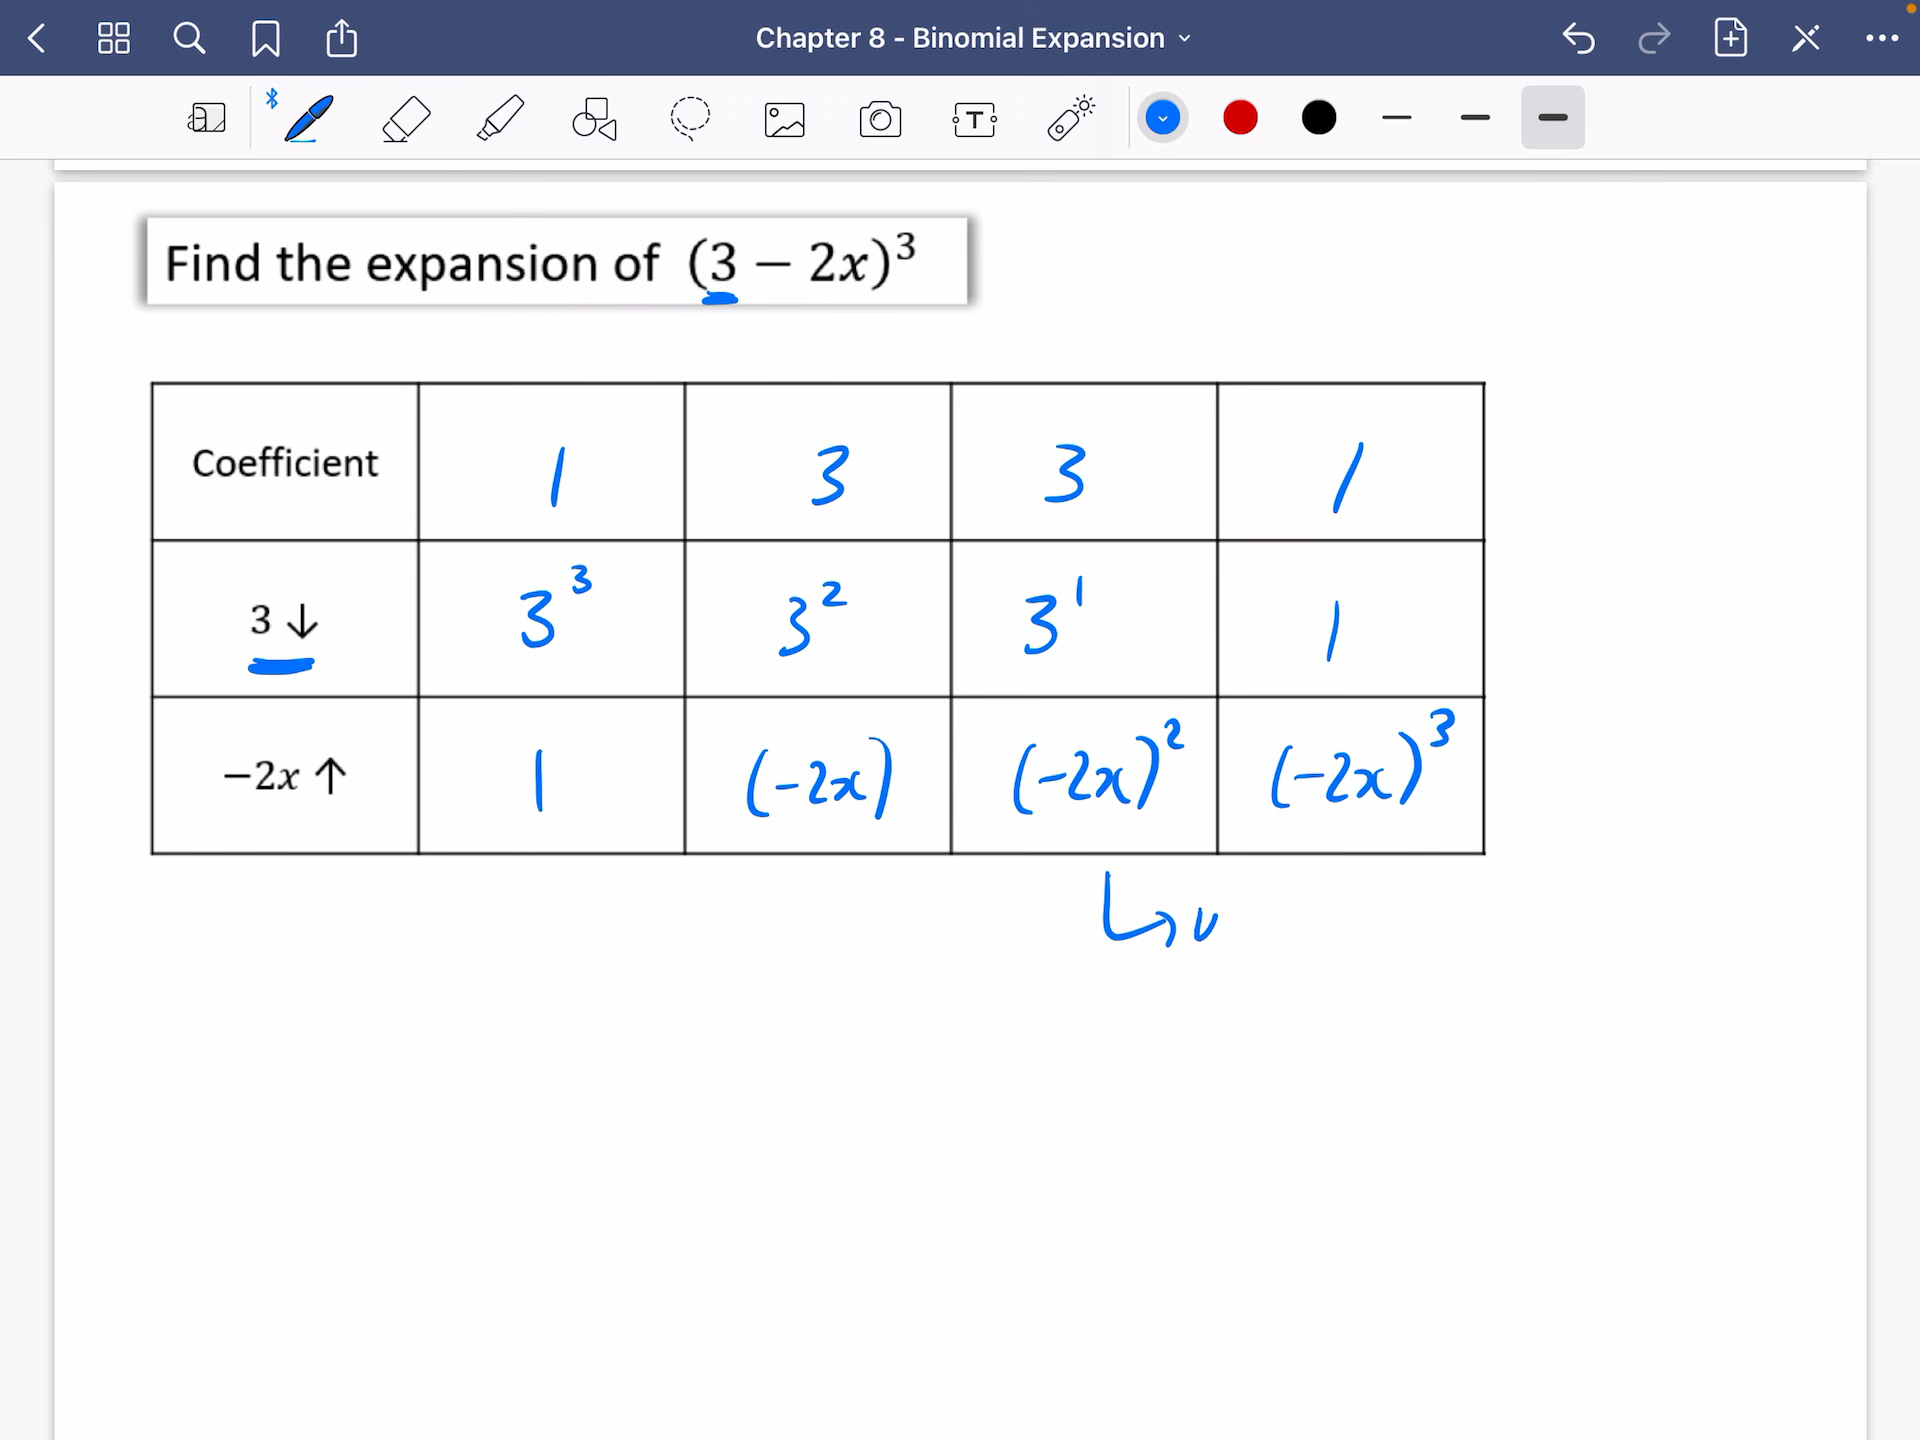 Chapter 8 - Binomial Expansion
Find the expansion of (3 − 2x)³
Coefficient 1 3 3 1
3 ↓ 3³ 3² 3¹ 1
−2x ↑ 1 (-2x) (-2x)² (-2x)³